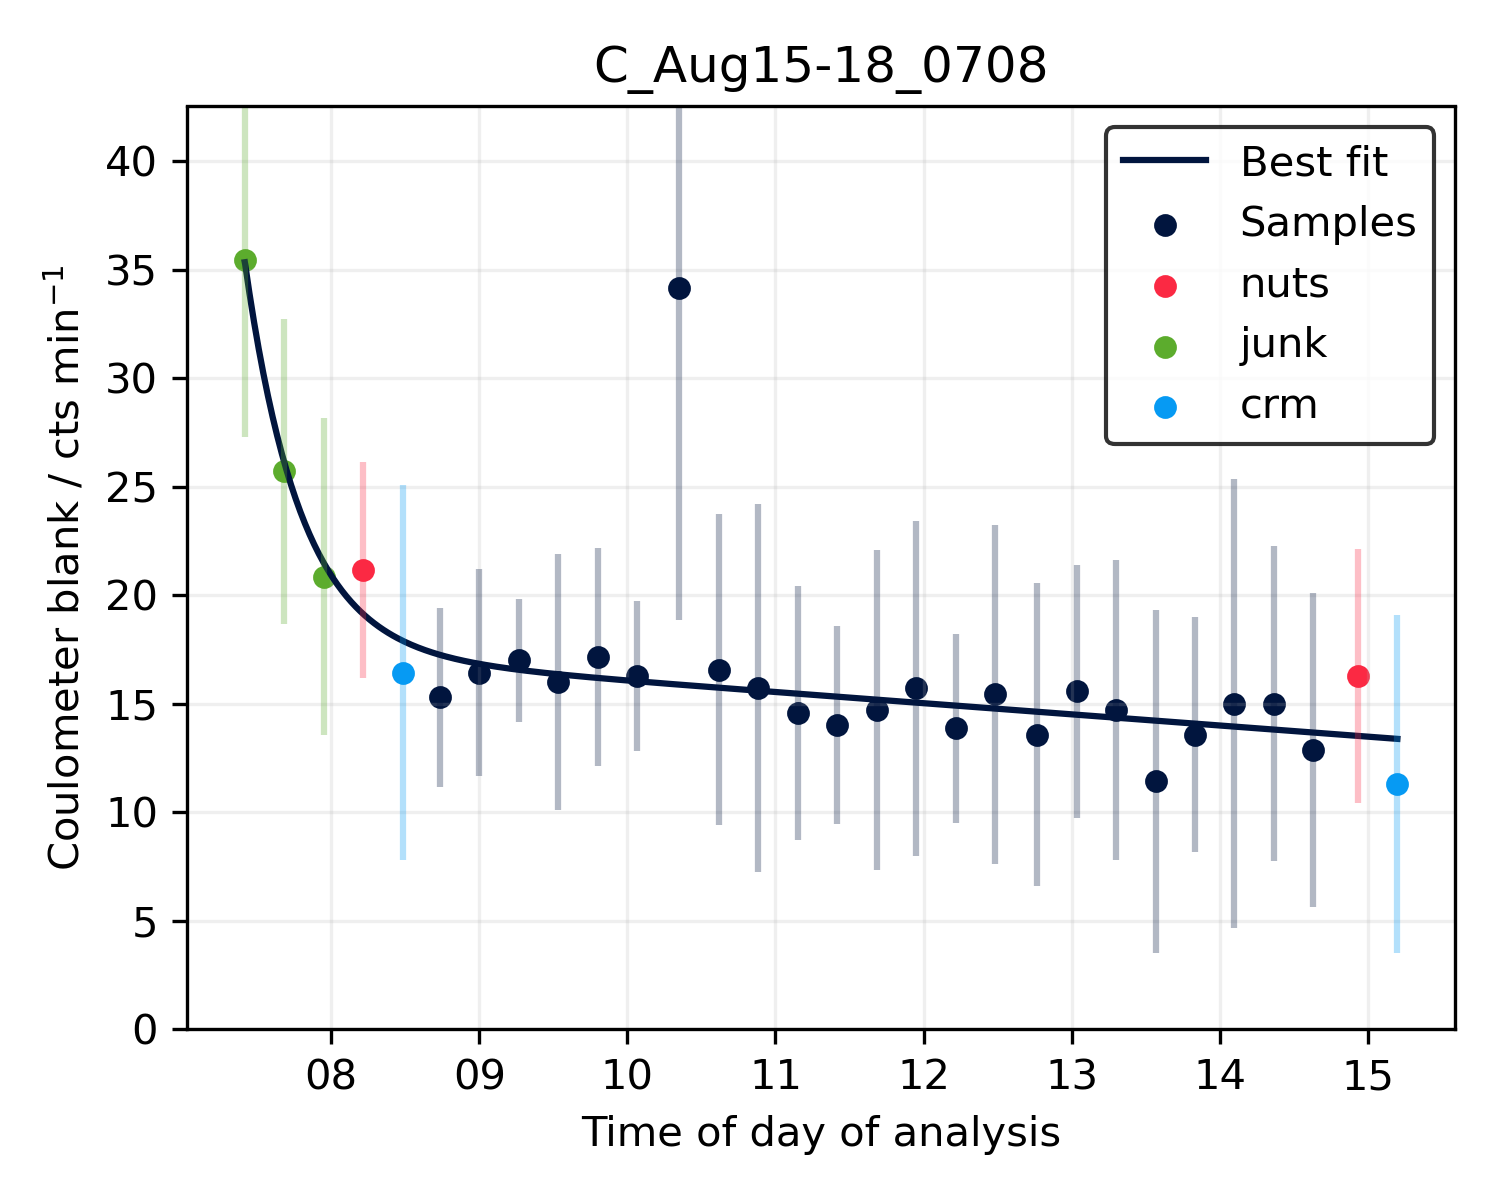 C_Aug15-18_0708
Coulometer blank / cts min⁻¹
40
35
30
25
20
15
10
5
0
Best fit
Samples
nuts
junk
crm
08 09 10 11 12 13 14 15
Time of day of analysis